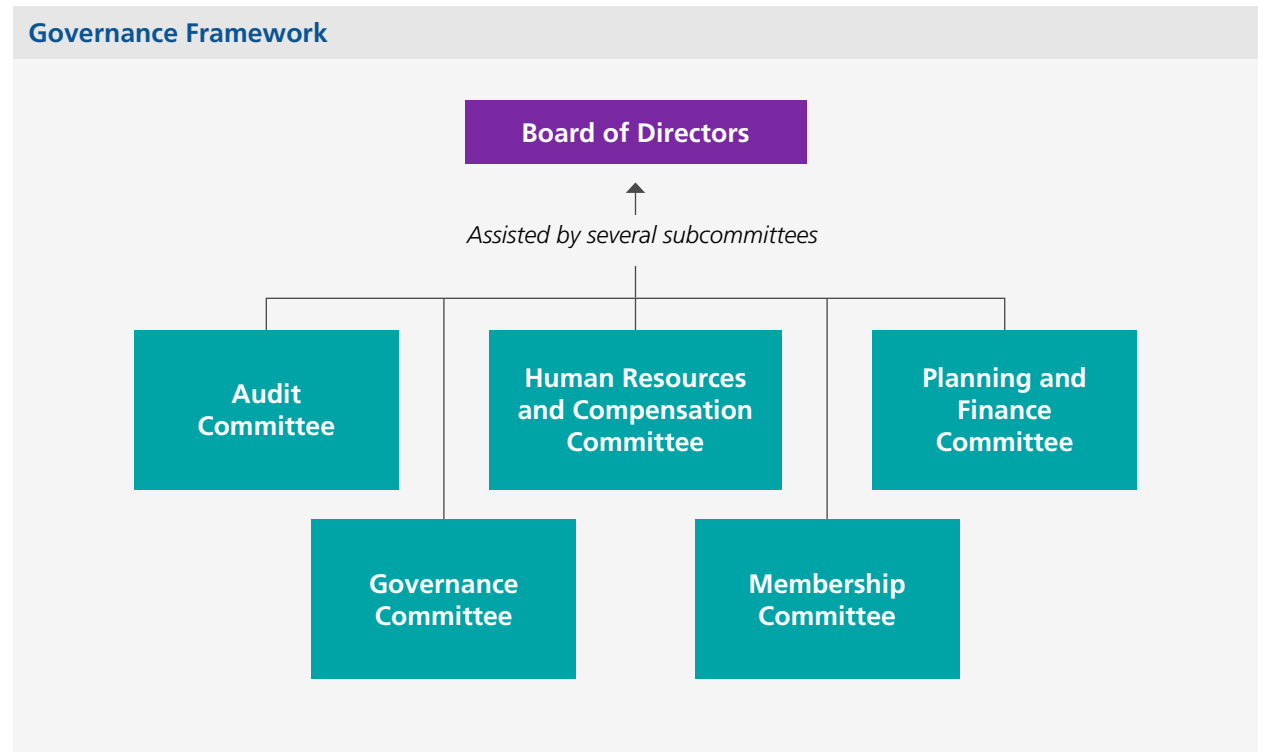 Governance Framework
Board of Directors
Assisted by several subcommittees
Audit
Committee
Human Resources
and Compensation
Committee
Planning and
Finance
Committee
Governance
Committee
Membership
Committee